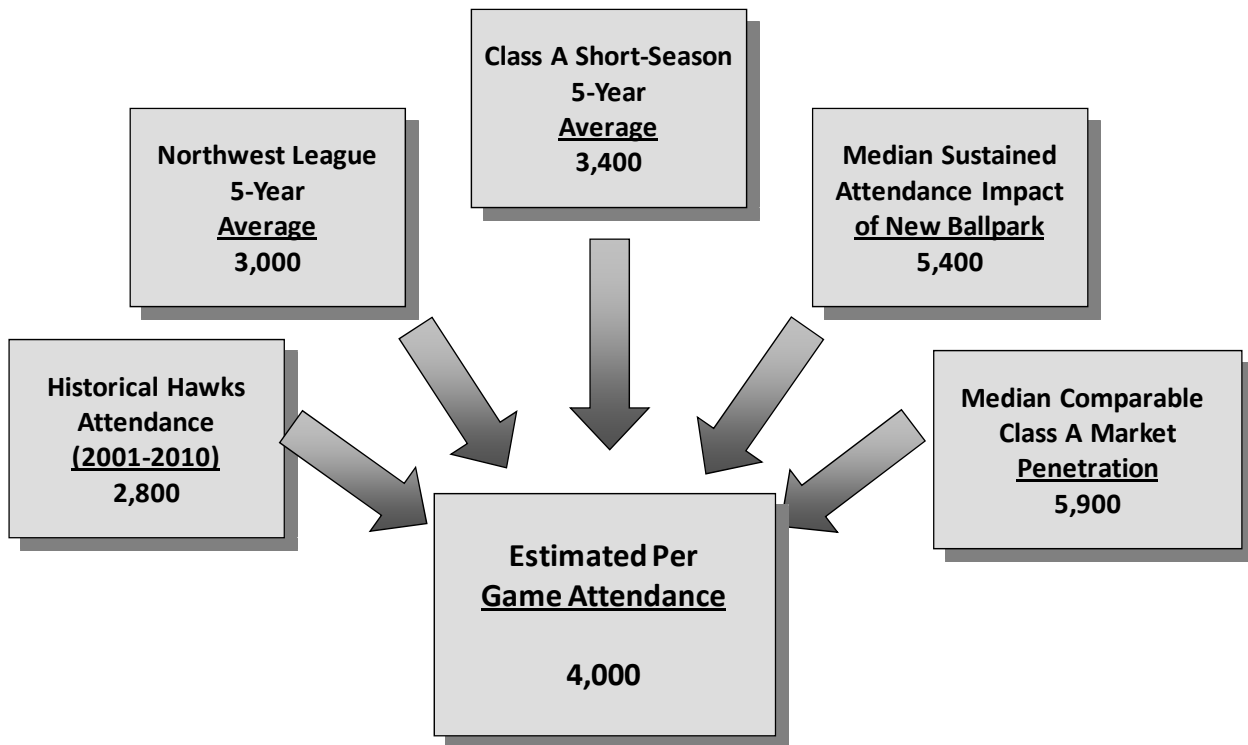 Class A Short-Season
5-Year
Average
3,400
Northwest League
5-Year
Average
3,000
Median Sustained
Attendance Impact
of New Ballpark
5,400
Historical Hawks
Attendance
(2001-2010)
2,800
Median Comparable
Class A Market
Penetration
5,900
Estimated Per
Game Attendance
4,000